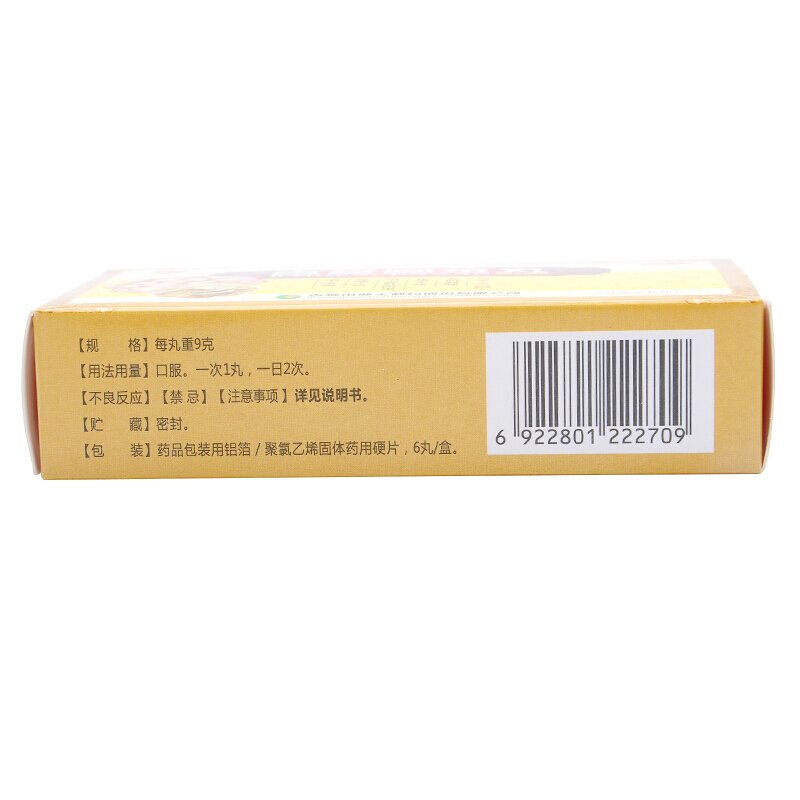 【规 格】每丸重9克
【用法用量】口服。一次1丸，一日2次。
【不良反应】【禁 忌】【注意事项】详见说明书。
【贮 藏】密封。
【包 装】药品包装用铝箔 / 聚氯乙烯固体药用硬片，6丸/盒。
6 922801 222709